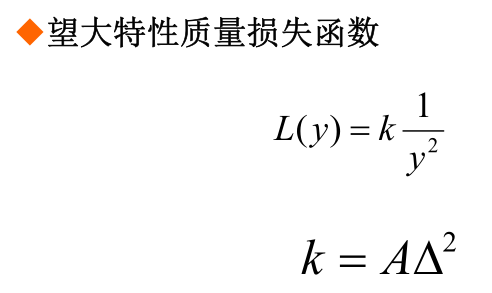 ◆望大特性质量损失函数
L(y) = k 1/y²
k = AΔ²